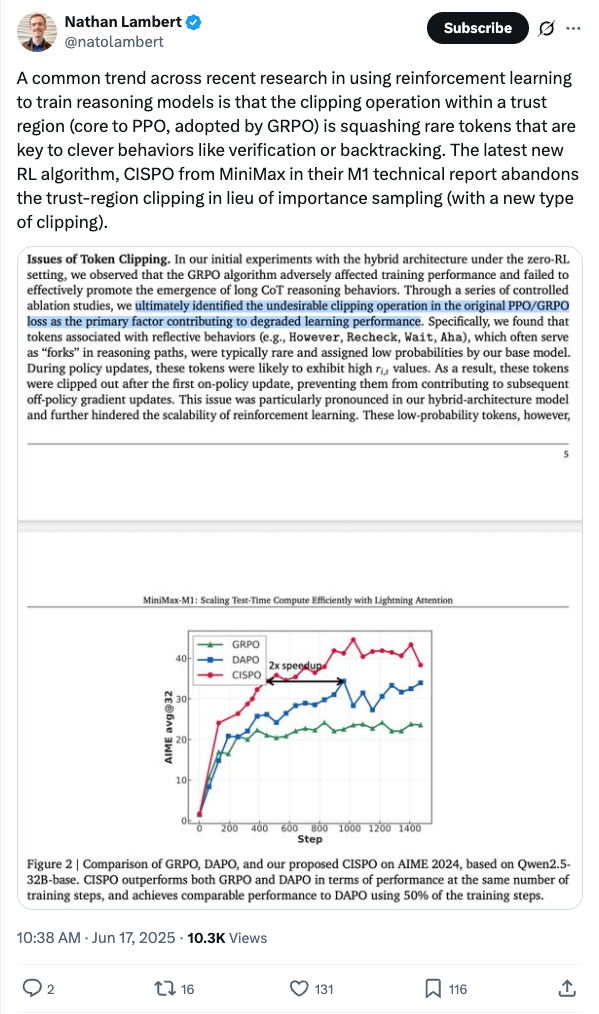 Nathan Lambert
@natolambert
Subscribe
A common trend across recent research in using reinforcement learning
to train reasoning models is that the clipping operation within a trust
region (core to PPO, adopted by GRPO) is squashing rare tokens that are
key to clever behaviors like verification or backtracking. The latest new
RL algorithm, CISPO from MiniMax in their M1 technical report abandons
the trust-region clipping in lieu of importance sampling (with a new type
of clipping).
Issues of Token Clipping. In our initial experiments with the hybrid architecture under the zero-RL
setting, we observed that the GRPO algorithm adversely affected training performance and failed to
effectively promote the emergence of long CoT reasoning behaviors. Through a series of controlled
ablation studies, we ultimately identified the undesirable clipping operation in the original PPO/GRPO
loss as the primary factor contributing to degraded learning performance. Specifically, we found that
tokens associated with reflective behaviors (e.g., However, Recheck, Wait, Aha), which often serve
as “forks” in reasoning paths, were typically rare and assigned low probabilities by our base model.
During policy updates, these tokens were likely to exhibit high r_{i,t} values. As a result, these tokens
were clipped out after the first on-policy update, preventing them from contributing to subsequent
off-policy gradient updates. This issue was particularly pronounced in our hybrid-architecture model
and further hindered the scalability of reinforcement learning. These low-probability tokens, however,
5
MiniMax-M1: Scaling Test-Time Compute Efficiently with Lightning Attention
GRPO
DAPO
CISPO
2x speedup
AIME avg@32
40
30
20
10
0
0 200 400 600 800 1000 1200 1400
Step
Figure 2 | Comparison of GRPO, DAPO, and our proposed CISPO on AIME 2024, based on Qwen2.5-
32B-base. CISPO outperforms both GRPO and DAPO in terms of performance at the same number of
training steps, and achieves comparable performance to DAPO using 50% of the training steps.
10:38 AM · Jun 17, 2025 · 10.3K Views
2 16 131 116